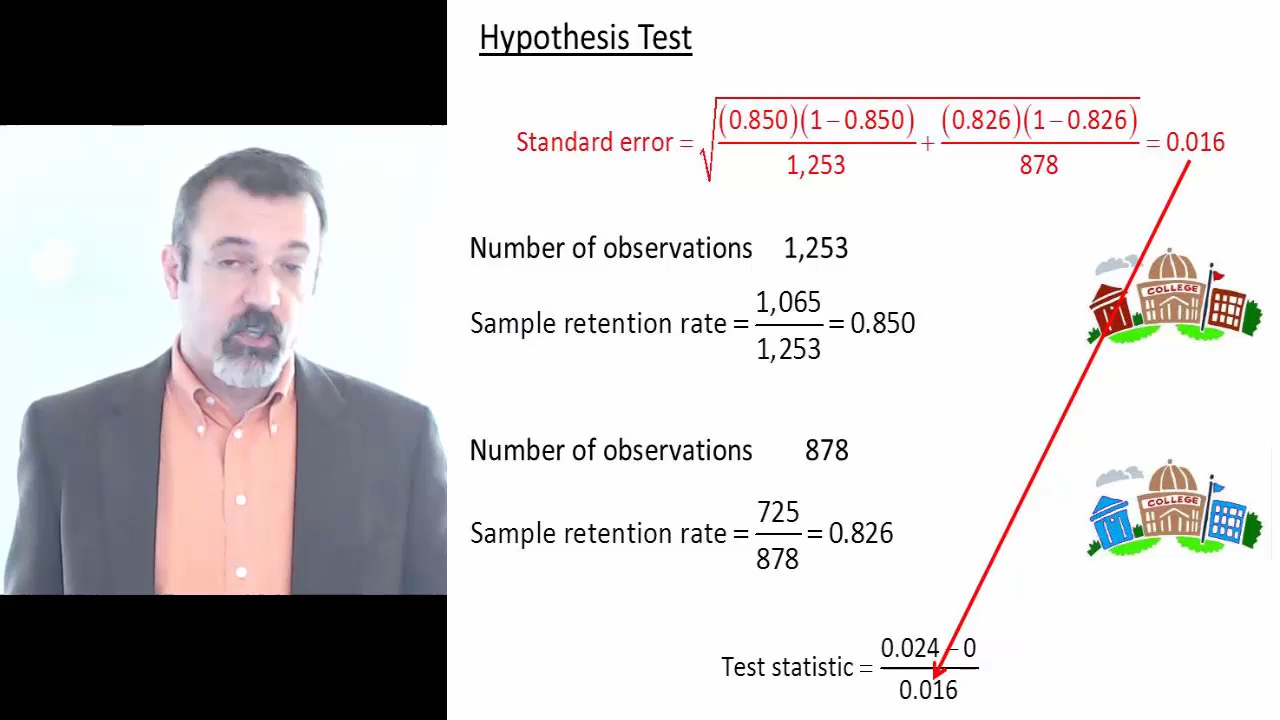 Hypothesis Test
Standard error = √((0.850)(1 − 0.850)/1,253 + (0.826)(1 − 0.826)/878) = 0.016
Number of observations 1,253
Sample retention rate = 1,065/1,253 = 0.850
COLLEGE
Number of observations 878
Sample retention rate = 725/878 = 0.826
COLLEGE
Test statistic = (0.024 − 0)/0.016